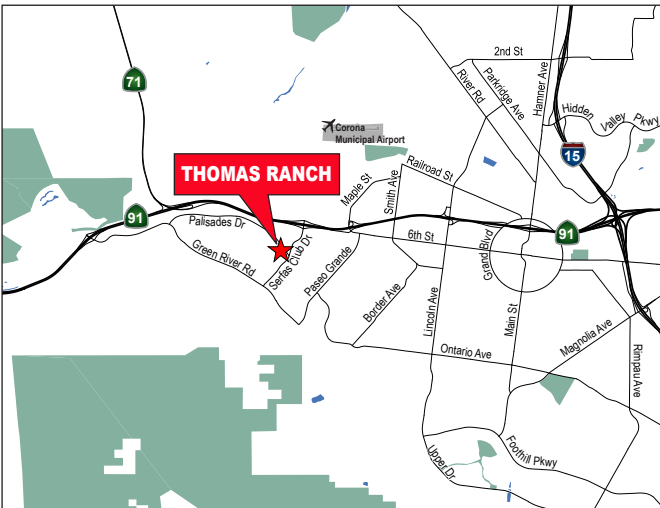 2nd St
71
River Rd
Parkridge Ave
Hamner Ave
Hidden Valley Pkwy
Corona
Municipal Airport
15
Railroad St
THOMAS RANCH
Maple St
Smith Ave
91
Palisades Dr
6th St
Grand Blvd
91
Green River Rd
Serfas Club Dr
Paseo Grande
Border Ave
Lincoln Ave
Main St
Magnolia Ave
Ontario Ave
Rimpau Ave
Foothill Pkwy
Upper Dr